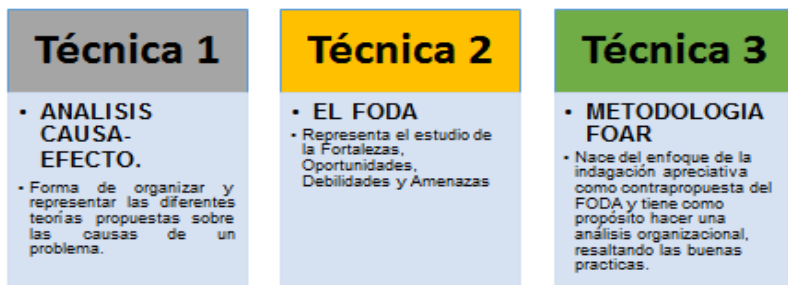 Técnica 1
• ANALISIS
CAUSA-
EFECTO.
• Forma de organizar y
representar las diferentes
teorías propuestas sobre
las causas de un
problema.
Técnica 2
• EL FODA
• Representa el estudio de
la Fortalezas,
Oportunidades,
Debilidades y Amenazas
Técnica 3
• METODOLOGIA
FOAR
• Nace del enfoque de la
indagación apreciativa
como contrapropuesta del
FODA y tiene como
propósito hacer una
análisis organizacional,
resaltando las buenas
practicas.